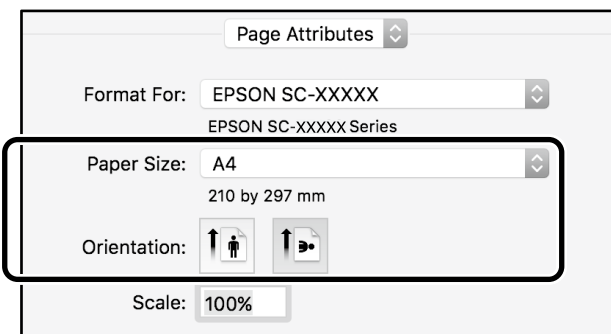 Page Attributes
Format For: EPSON SC-XXXXX
EPSON SC-XXXXX Series
Paper Size: A4
210 by 297 mm
Orientation:
Scale: 100%